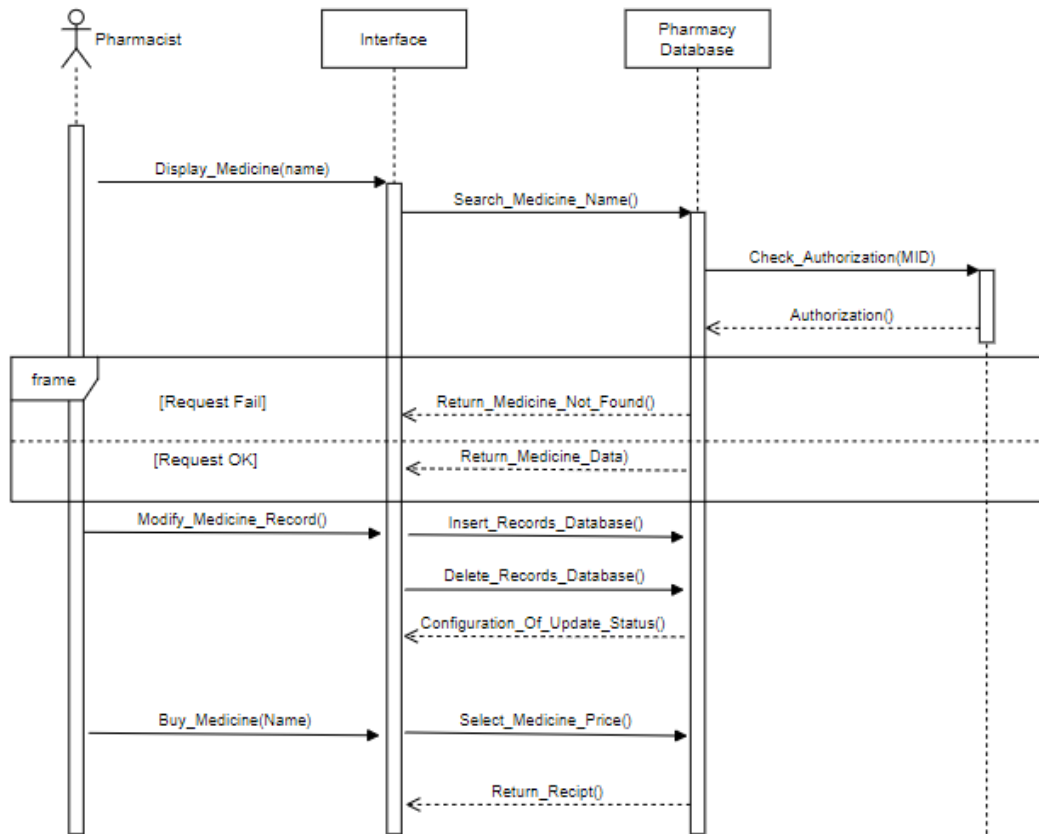 Pharmacist
Interface
Pharmacy
Database
Display_Medicine(name)
Search_Medicine_Name()
Check_Authorization(MID)
Authorization()
frame
[Request Fail]
Return_Medicine_Not_Found()
[Request OK]
Return_Medicine_Data)
Modify_Medicine_Record()
Insert_Records_Database()
Delete_Records_Database()
Configuration_Of_Update_Status()
Buy_Medicine(Name)
Select_Medicine_Price()
Return_Recipt()